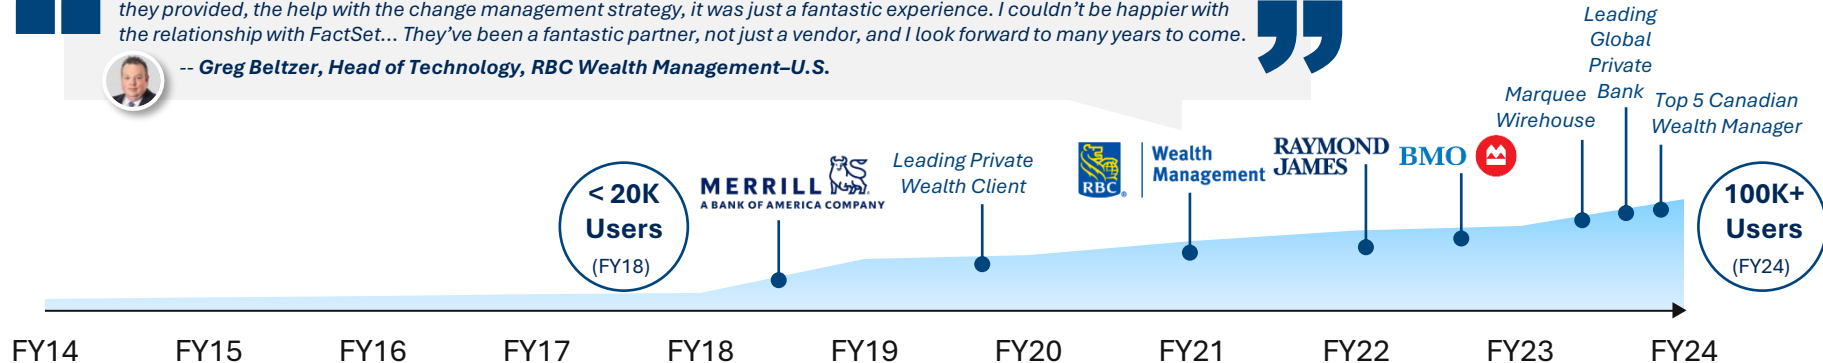 they provided, the help with the change management strategy, it was just a fantastic experience. I couldn't be happier with
the relationship with FactSet... They've been a fantastic partner, not just a vendor, and I look forward to many years to come.
-- Greg Beltzer, Head of Technology, RBC Wealth Management–U.S.
< 20K
Users
(FY18)
MERRILL
A BANK OF AMERICA COMPANY
Leading Private
Wealth Client
RBC
Wealth
Management
RAYMOND
JAMES
BMO
Marquee
Wirehouse
Leading
Global
Private
Bank
Top 5 Canadian
Wealth Manager
100K+
Users
(FY24)
FY14
FY15
FY16
FY17
FY18
FY19
FY20
FY21
FY22
FY23
FY24